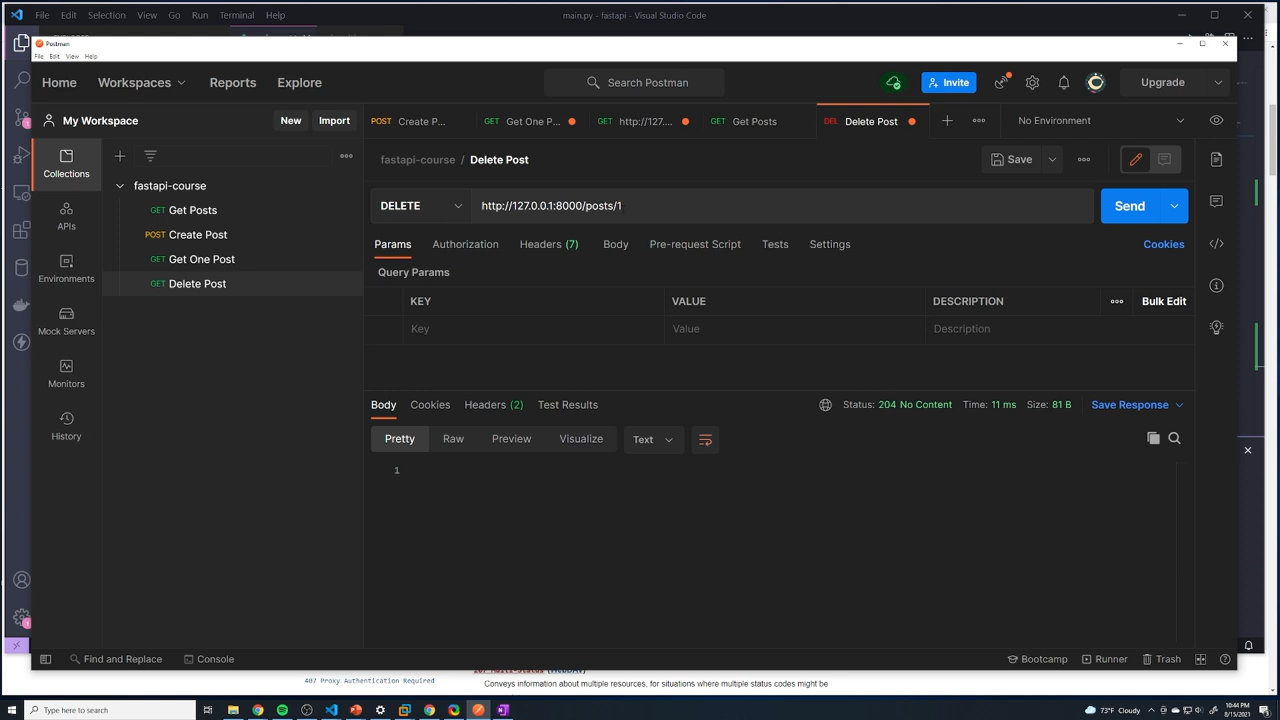 File Edit Selection View Go Run Terminal Help main.py - fastapi - Visual Studio Code
Postman
File Edit View Help
Home Workspaces Reports Explore Search Postman Invite Upgrade
My Workspace New Import POST Create P... GET Get One P... GET http://127.... GET Get Posts DEL Delete Post No Environment
fastapi-course / Delete Post Save
Collections
fastapi-course
DELETE http://127.0.0.1:8000/posts/1 Send
GET Get Posts
APIs
POST Create Post
Params Authorization Headers (7) Body Pre-request Script Tests Settings Cookies
GET Get One Post
Query Params
Environments
GET Delete Post
KEY VALUE DESCRIPTION Bulk Edit
Key Value Description
Mock Servers
Monitors
Body Cookies Headers (2) Test Results Status: 204 No Content Time: 11 ms Size: 81 B Save Response
History
Pretty Raw Preview Visualize Text
1
Find and Replace Console Bootcamp Runner Trash
407 Proxy Authentication Required
Conveys information about multiple resources, for situations where multiple status codes might be
Type here to search 73°F Cloudy 10:44 PM
8/15/2021